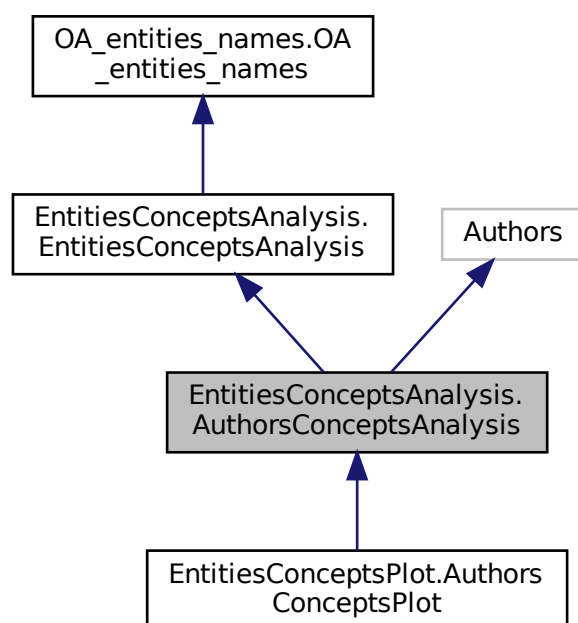 OA_entities_names.OA
_entities_names
EntitiesConceptsAnalysis.
EntitiesConceptsAnalysis
Authors
EntitiesConceptsAnalysis.
AuthorsConceptsAnalysis
EntitiesConceptsPlot.Authors
ConceptsPlot